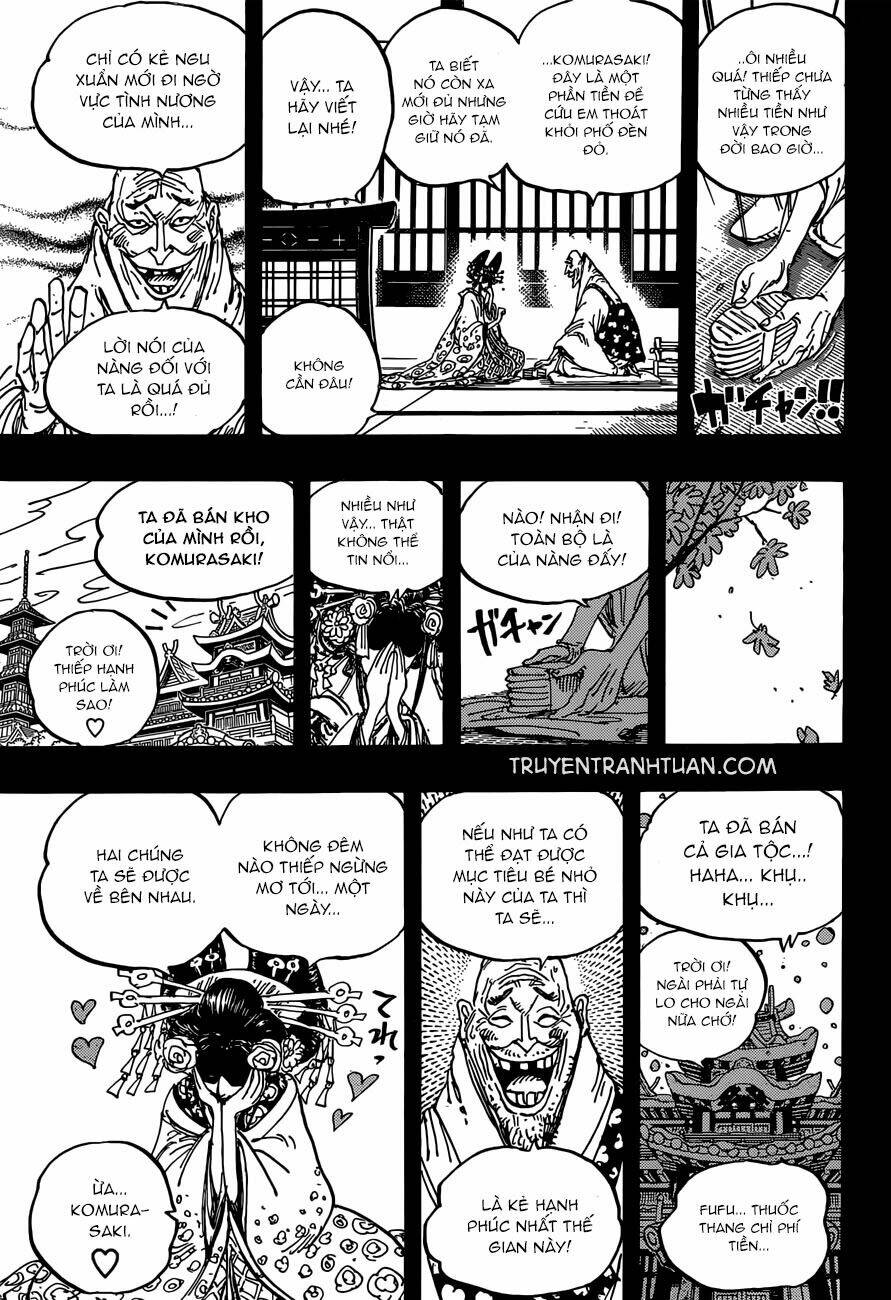 ..ÔI NHIỀU
QUÁ! THIẾP CHƯA
TỪNG THẤY
NHIỀU TIỀN NHƯ
VẬY TRONG
ĐỜI BAO GIỜ...
ガチャン!!
...KOMURASAKI!
ĐÂY LÀ MỘT
PHẦN TIỀN ĐỂ
CỨU EM THOÁT
KHỎI PHỐ ĐÈN
ĐỎ.
TA BIẾT
NÓ CÒN XA
MỚI ĐỦ NHƯNG
GIỜ HÃY TẠM
GIỮ NÓ ĐÃ.
VẬY... TA
HÃY VIẾT
LẠI NHÉ!
KHÔNG
CẦN ĐÂU!
CHỈ CÓ KẺ NGU
XUẨN MỚI ĐI NGỜ
VỰC TÌNH NƯƠNG
CỦA MÌNH...
LỜI NÓI CỦA
NÀNG ĐỐI VỚI
TA LÀ QUÁ ĐỦ
RỒI...!
NÀO! NHẬN ĐI!
TOÀN BỘ LÀ
CỦA NÀNG ĐẤY!
ガチャン
NHIỀU NHƯ
VẬY... THẬT
KHÔNG THỂ
TIN NỔI...
TA ĐÃ BÁN KHO
CỦA MÌNH RỒI,
KOMURASAKI!
TRỜI ƠI!
THIẾP HẠNH
PHÚC LÀM
SAO!
♡
TRUYENTRANHTUAN.COM
TA ĐÃ BÁN
CẢ GIA TỘC...!
HAHA... KHỤ..
KHỤ...
TRỜI ƠI!
NGÀI PHẢI TỰ
LO CHO NGÀI
NỮA CHỚ!
FUFU... THUỐC
THANG CHỈ PHÍ
TIỀN...
NẾU NHƯ TA CÓ
THỂ ĐẠT ĐƯỢC
MỤC TIÊU BÉ NHỎ
NÀY CỦA TA THÌ
TA SẼ...
LÀ KẺ HẠNH
PHÚC NHẤT THẾ
GIAN NÀY!
KHÔNG ĐÊM
NÀO THIẾP NGỪNG
MƠ TỚI... MỘT
NGÀY...
HAI CHÚNG
TA SẼ ĐƯỢC
VỀ BÊN NHAU.
てれっ
ỪA...
KOMURA-
SAKI.
♡